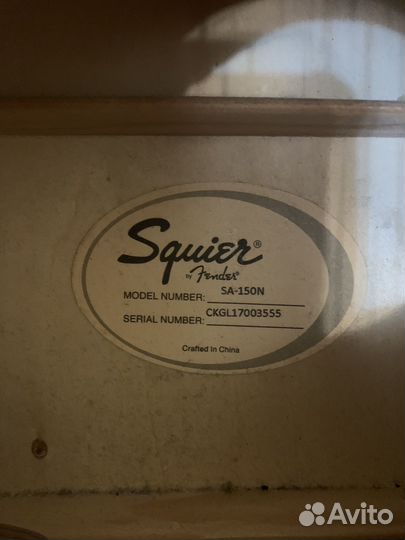 Squier®
by Fender®
MODEL NUMBER: SA-150N
SERIAL NUMBER: CKGL17003555
Crafted in China
Avito